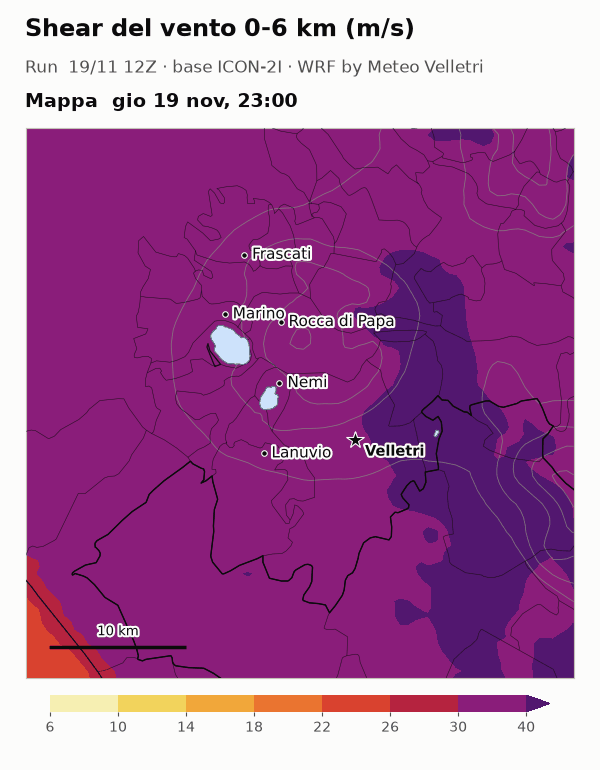 Shear del vento 0-6 km (m/s)
Run  19/11 12Z · base ICON-2I · WRF by Meteo Velletri
Mappa  gio 19 nov, 23:00
Frascati
Marino
Rocca di Papa
Nemi
Velletri
Lanuvio
10 km
6 10 14 18 22 26 30 40